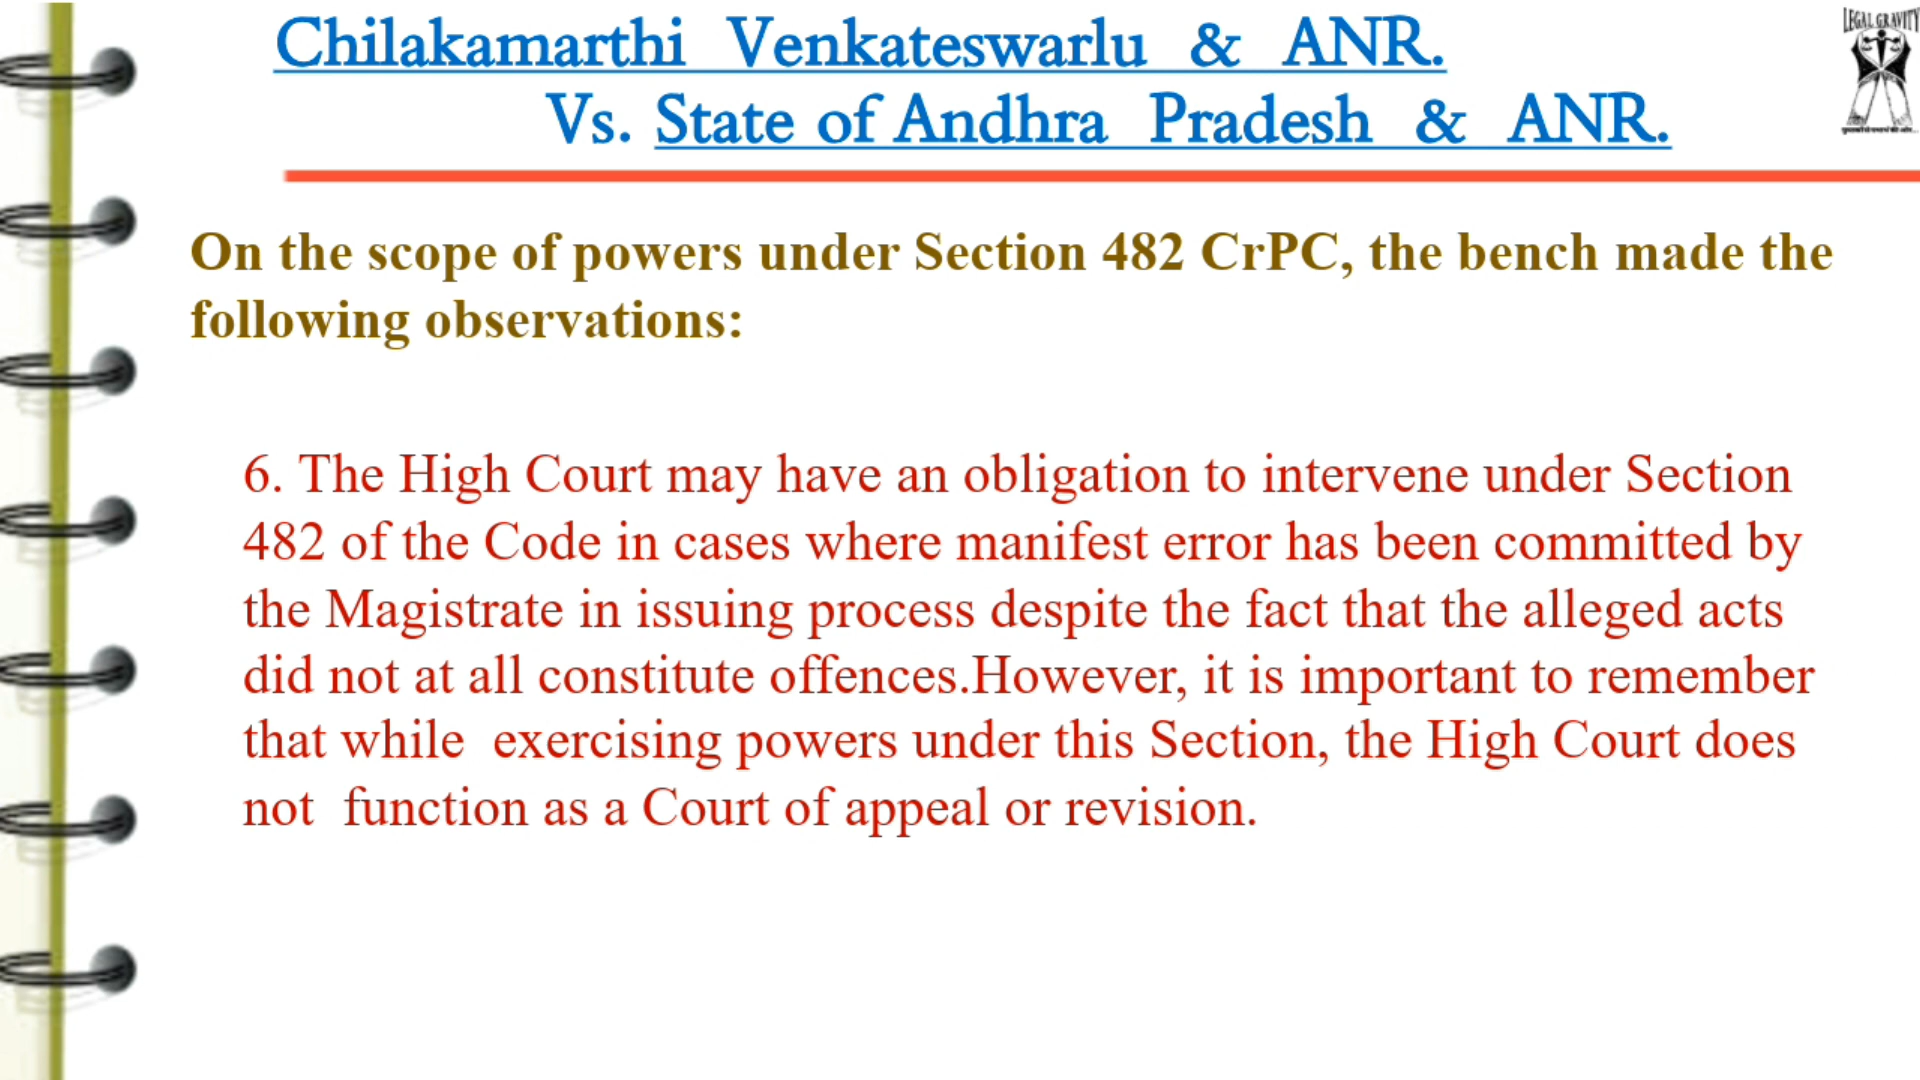 Chilakamarthi Venkateswarlu & ANR.
LEGAL GRAVITY
Vs. State of Andhra Pradesh & ANR.
On the scope of powers under Section 482 CrPC, the bench made the
following observations:
6. The High Court may have an obligation to intervene under Section
482 of the Code in cases where manifest error has been committed by
the Magistrate in issuing process despite the fact that the alleged acts
did not at all constitute offences.However, it is important to remember
that while exercising powers under this Section, the High Court does
not function as a Court of appeal or revision.